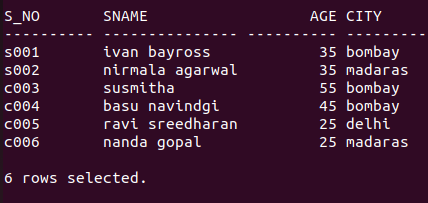 S_NO       SNAME                  AGE CITY
---------- --------------- ---------- ---------
s001       ivan bayross            35 bombay
s002       nirmala agarwal         35 madaras
c003       susmitha                55 bombay
c004       basu navindgi           45 bombay
c005       ravi sreedharan         25 delhi
c006       nanda gopal             25 madaras
6 rows selected.